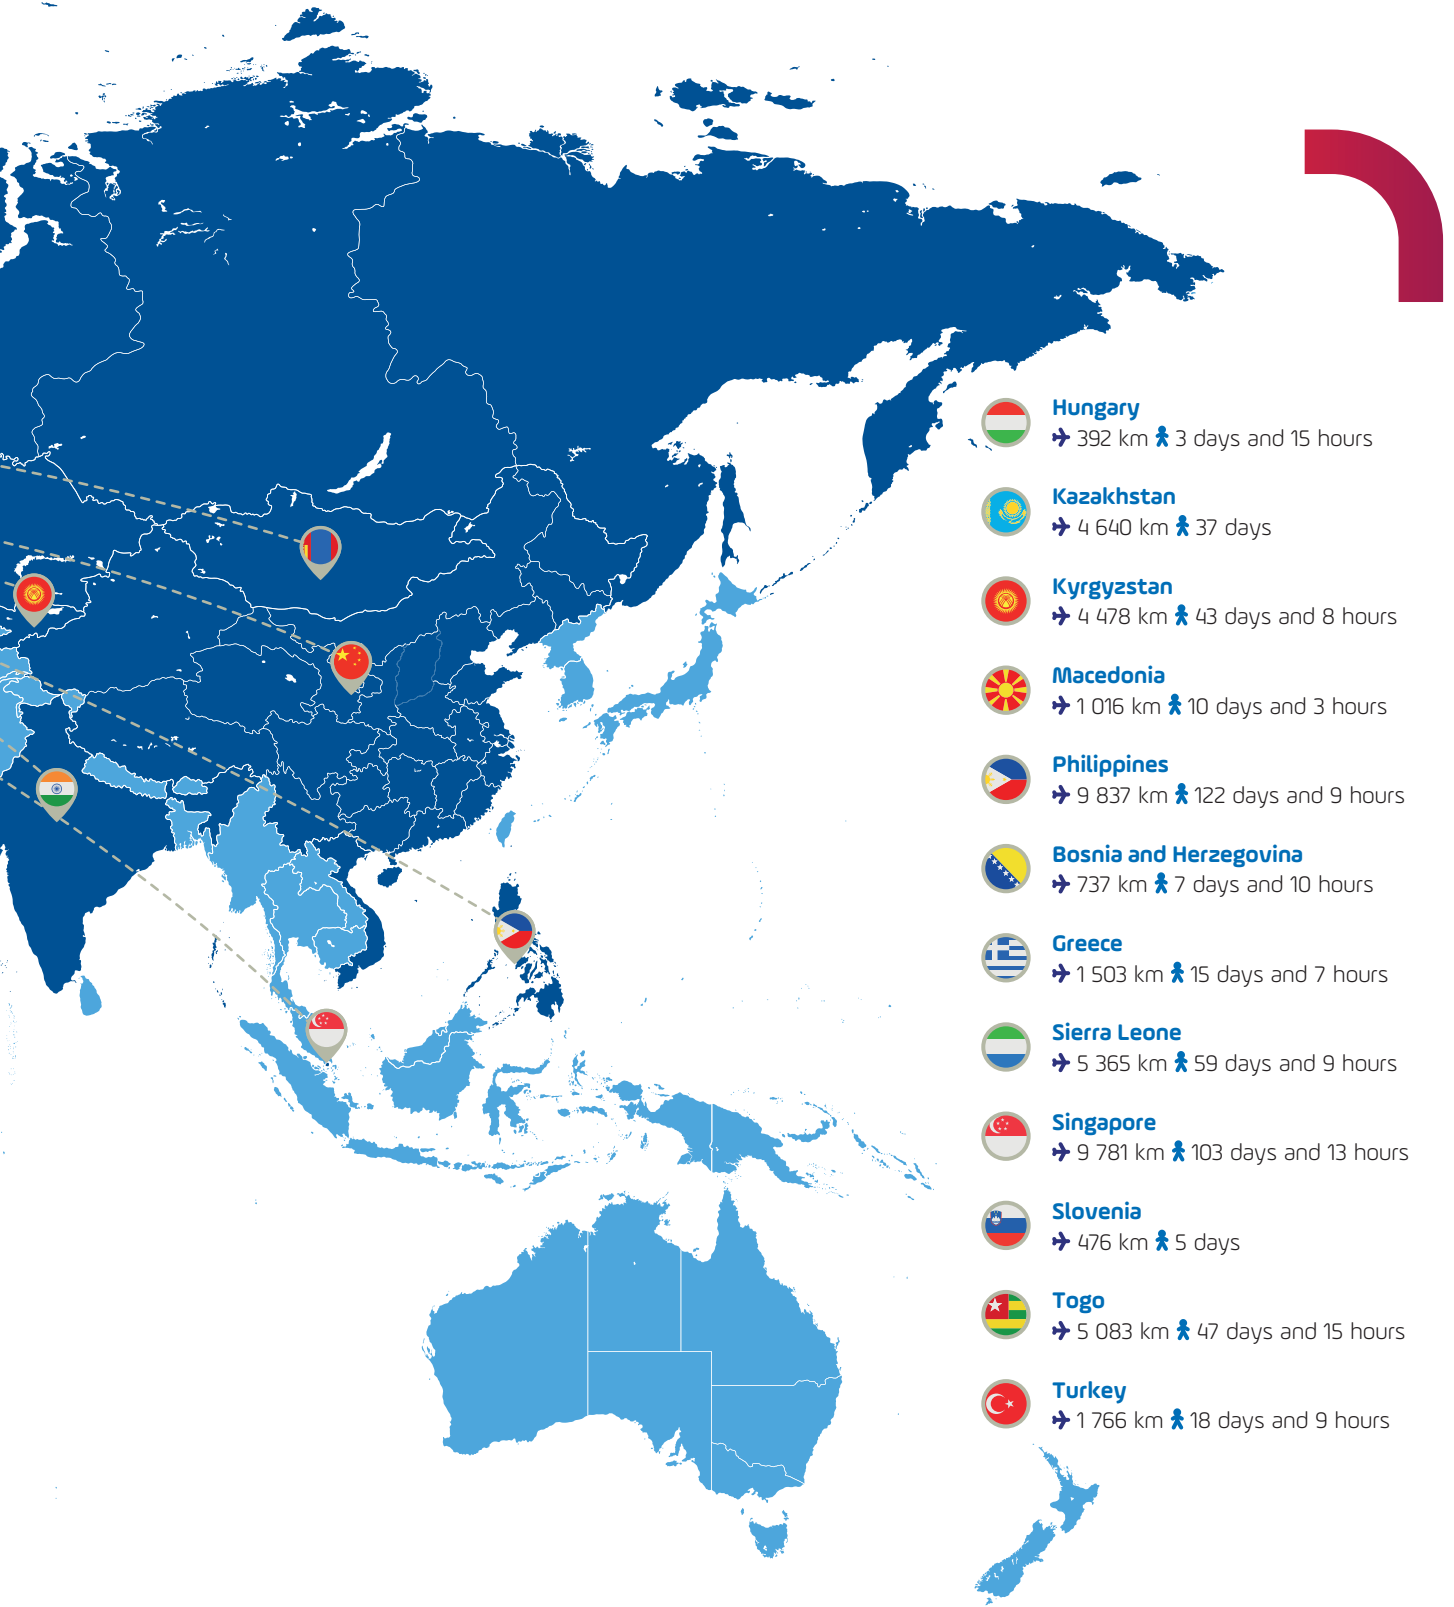 Hungary
392 km 3 days and 15 hours
Kazakhstan
4 640 km 37 days
Kyrgyzstan
4 478 km 43 days and 8 hours
Macedonia
1 016 km 10 days and 3 hours
Philippines
9 837 km 122 days and 9 hours
Bosnia and Herzegovina
737 km 7 days and 10 hours
Greece
1 503 km 15 days and 7 hours
Sierra Leone
5 365 km 59 days and 9 hours
Singapore
9 781 km 103 days and 13 hours
Slovenia
476 km 5 days
Togo
5 083 km 47 days and 15 hours
Turkey
1 766 km 18 days and 9 hours